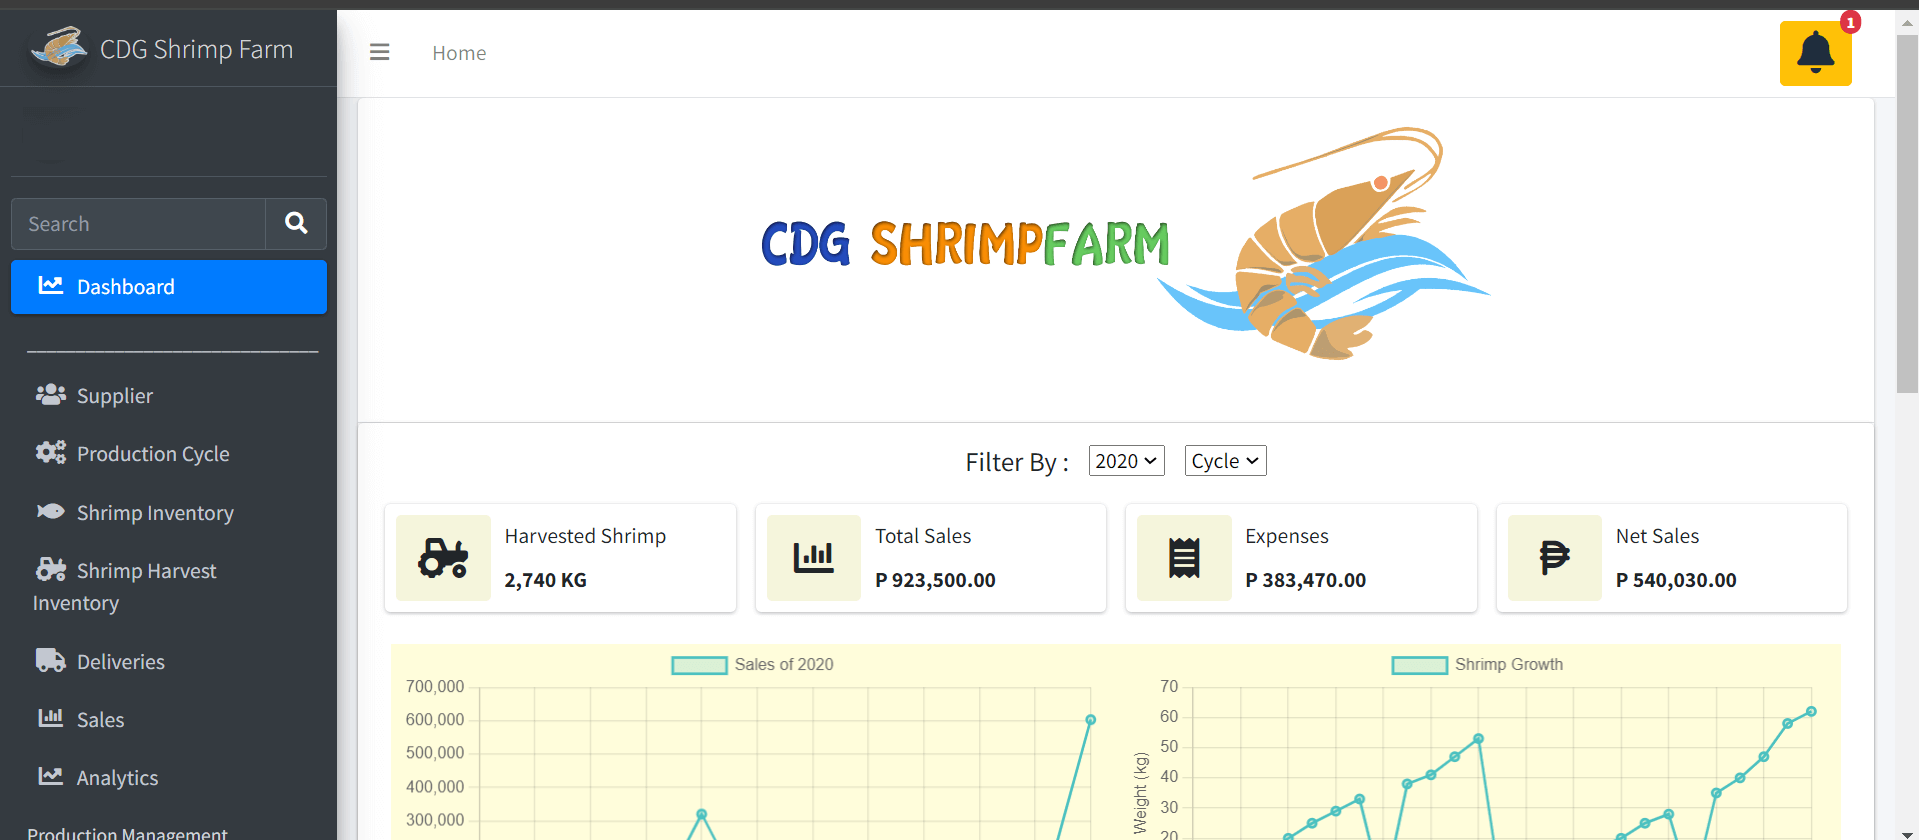 CDG Shrimp Farm
Home
1
Search
Dashboard
Supplier
Production Cycle
Shrimp Inventory
Shrimp Harvest
Inventory
Deliveries
Sales
Analytics
Production Management
CDG SHRIMPFARM
Filter By : 2020 Cycle
Harvested Shrimp
2,740 KG
Total Sales
P 923,500.00
Expenses
P 383,470.00
Net Sales
P 540,030.00
Sales of 2020
700,000
600,000
500,000
400,000
300,000
Shrimp Growth
Weight (kg)
70
60
50
40
30
20